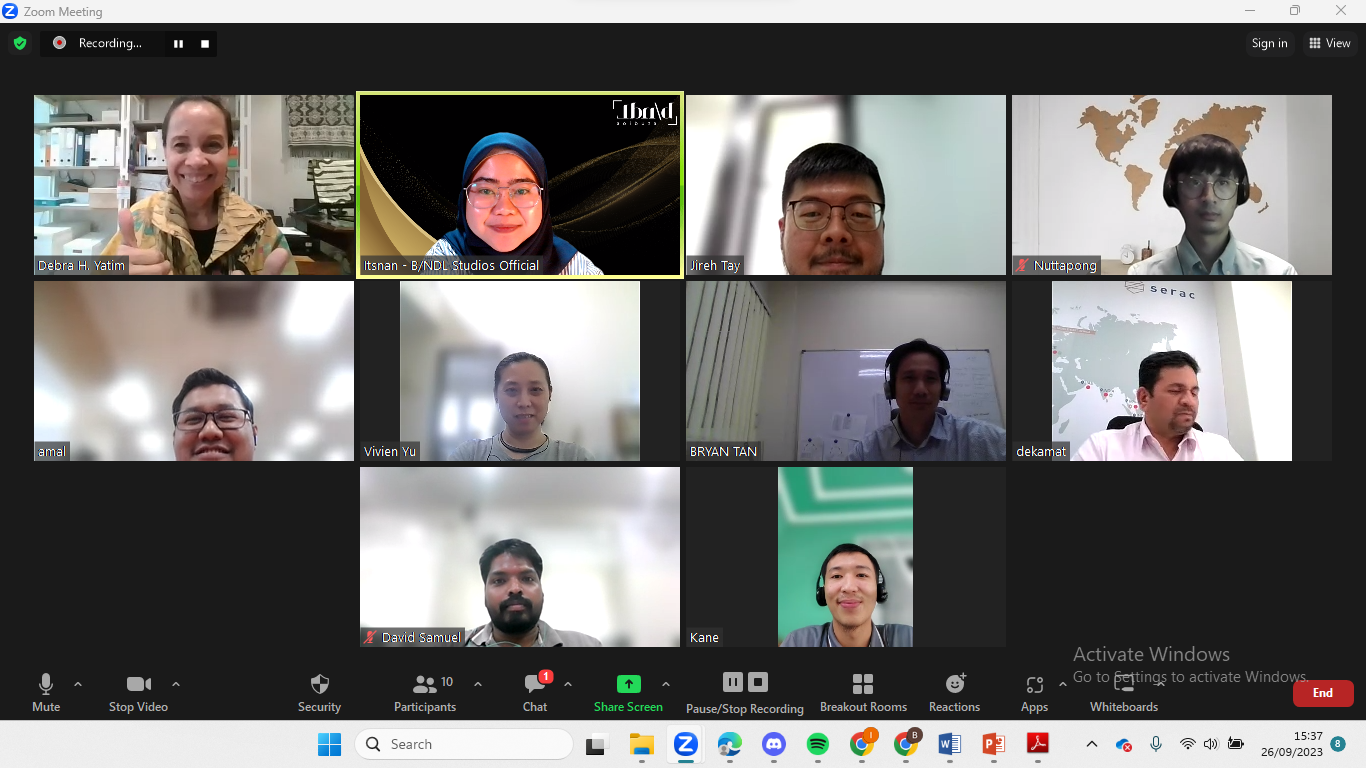 Zoom Meeting
Recording...
Sign in
View
Debra H. Yatim
Itsnan - B/NDL Studios Official
Jireh Tay
Nuttapong
serac
amal
Vivien Yu
BRYAN TAN
dekamat
David Samuel
Kane
Activate Windows
Go to Settings to activate Windows.
Mute
Stop Video
Security
10
Participants
1
Chat
Share Screen
Pause/Stop Recording
Breakout Rooms
Reactions
Apps
Whiteboards
End
Search
I
B
15:37
26/09/2023
8